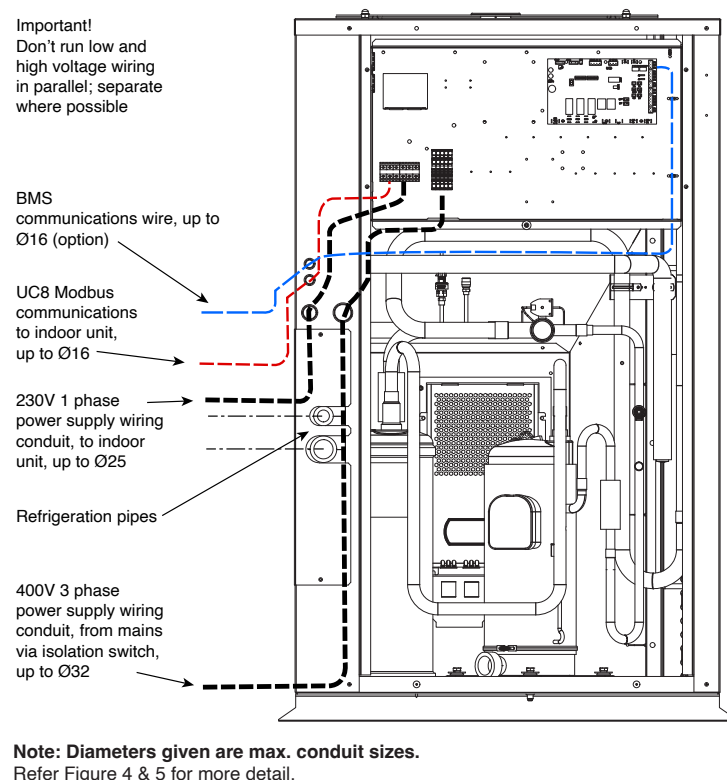 Important!
Don't run low and
high voltage wiring
in parallel; separate
where possible
BMS
communications wire, up to
Ø16 (option)
UC8 Modbus
communications
to indoor unit,
up to Ø16
230V 1 phase
power supply wiring
conduit, to indoor
unit, up to Ø25
Refrigeration pipes
400V 3 phase
power supply wiring
conduit, from mains
via isolation switch,
up to Ø32
Note: Diameters given are max. conduit sizes.
Refer Figure 4 & 5 for more detail.